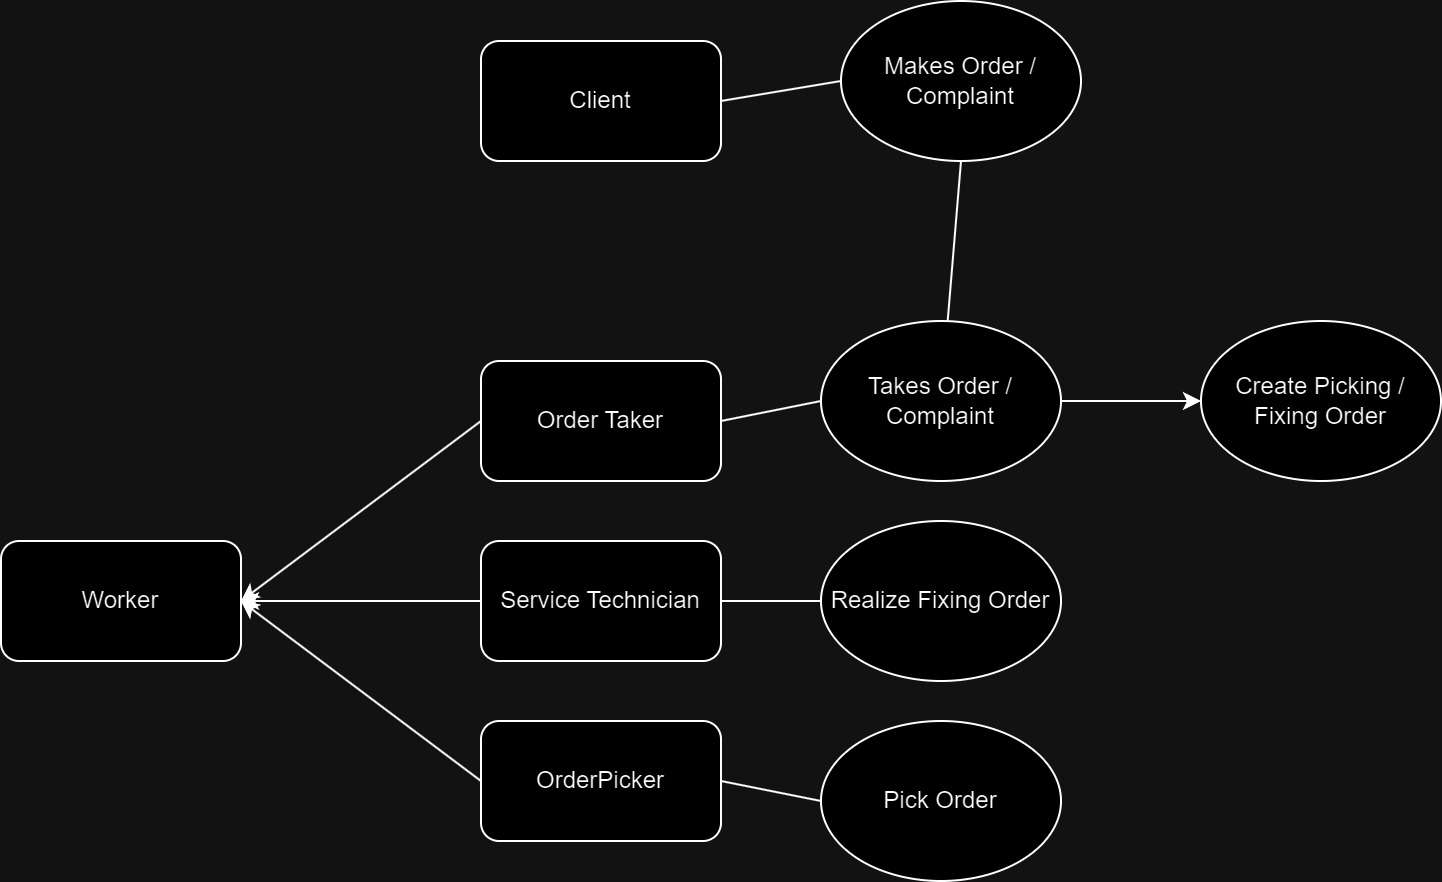 Client
Makes Order /
Complaint
Order Taker
Takes Order /
Complaint
Create Picking /
Fixing Order
Worker
Service Technician
Realize Fixing Order
OrderPicker
Pick Order